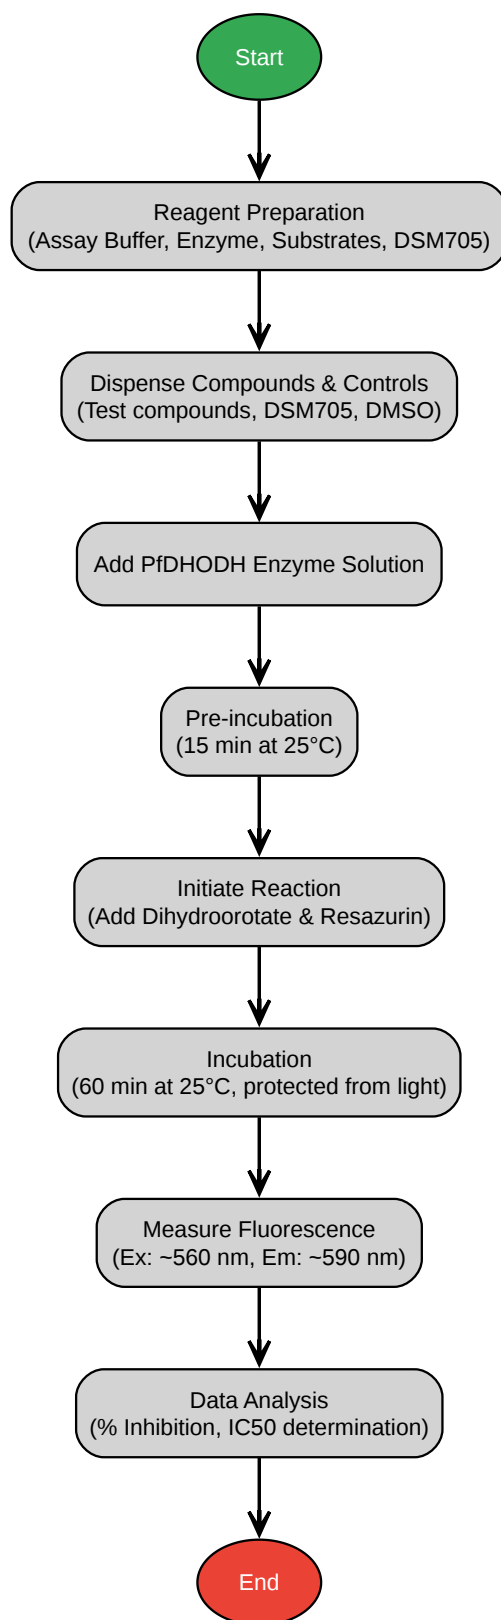 Start
Reagent Preparation
(Assay Buffer, Enzyme, Substrates, DSM705)
Dispense Compounds & Controls
(Test compounds, DSM705, DMSO)
Add PfDHODH Enzyme Solution
Pre-incubation
(15 min at 25°C)
Initiate Reaction
(Add Dihydroorotate & Resazurin)
Incubation
(60 min at 25°C, protected from light)
Measure Fluorescence
(Ex: ~560 nm, Em: ~590 nm)
Data Analysis
(% Inhibition, IC50 determination)
End